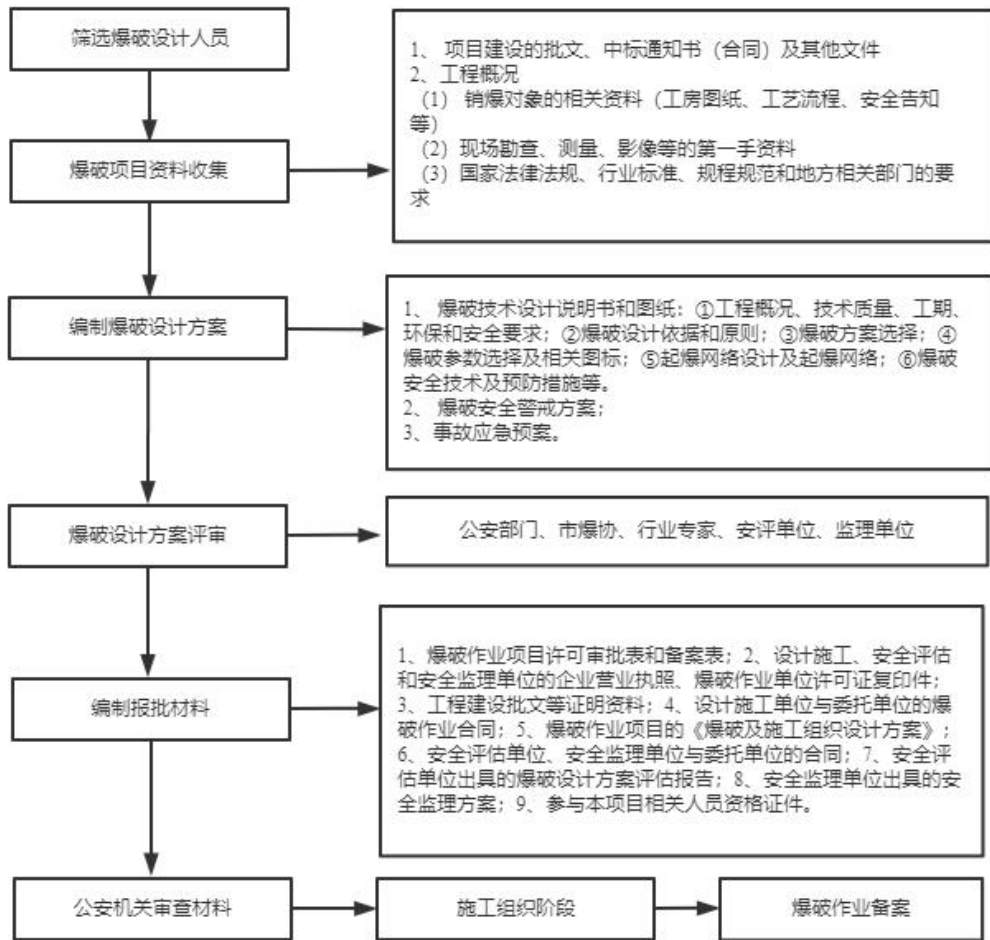 筛选爆破设计人员
1、 项目建设的批文、中标通知书（合同）及其他文件
2、工程概况
（1） 销爆对象的相关资料（工房图纸、工艺流程、安全告知
等）
（2）现场勘查、测量、影像等的第一手资料
（3）国家法律法规、行业标准、规程规范和地方相关部门的要
求
爆破项目资料收集
编制爆破设计方案
1、 爆破技术设计说明书和图纸：①工程概况、技术质量、工期、
环保和安全要求；②爆破设计依据和原则；③爆破方案选择；④
爆破参数选择及相关图标；⑤起爆网络设计及起爆网络；⑥爆破
安全技术及预防措施等。
2、 爆破安全警戒方案；
3、事故应急预案。
爆破设计方案评审
公安部门、市爆协、行业专家、安评单位、监理单位
编制报批材料
1、爆破作业项目许可审批表和备案表；2、设计施工、安全评估
和安全监理单位的企业营业执照、爆破作业单位许可证复印件；
3、工程建设批文等证明资料；4、设计施工单位与委托单位的爆
破作业合同；5、爆破作业项目的《爆破及施工组织设计方案》；
6、安全评估单位、安全监理单位与委托单位的合同；7、安全评
估单位出具的爆破设计方案评估报告；8、安全监理单位出具的安
全监理方案；9、参与本项目相关人员资格证件。
公安机关审查材料
施工组织阶段
爆破作业备案